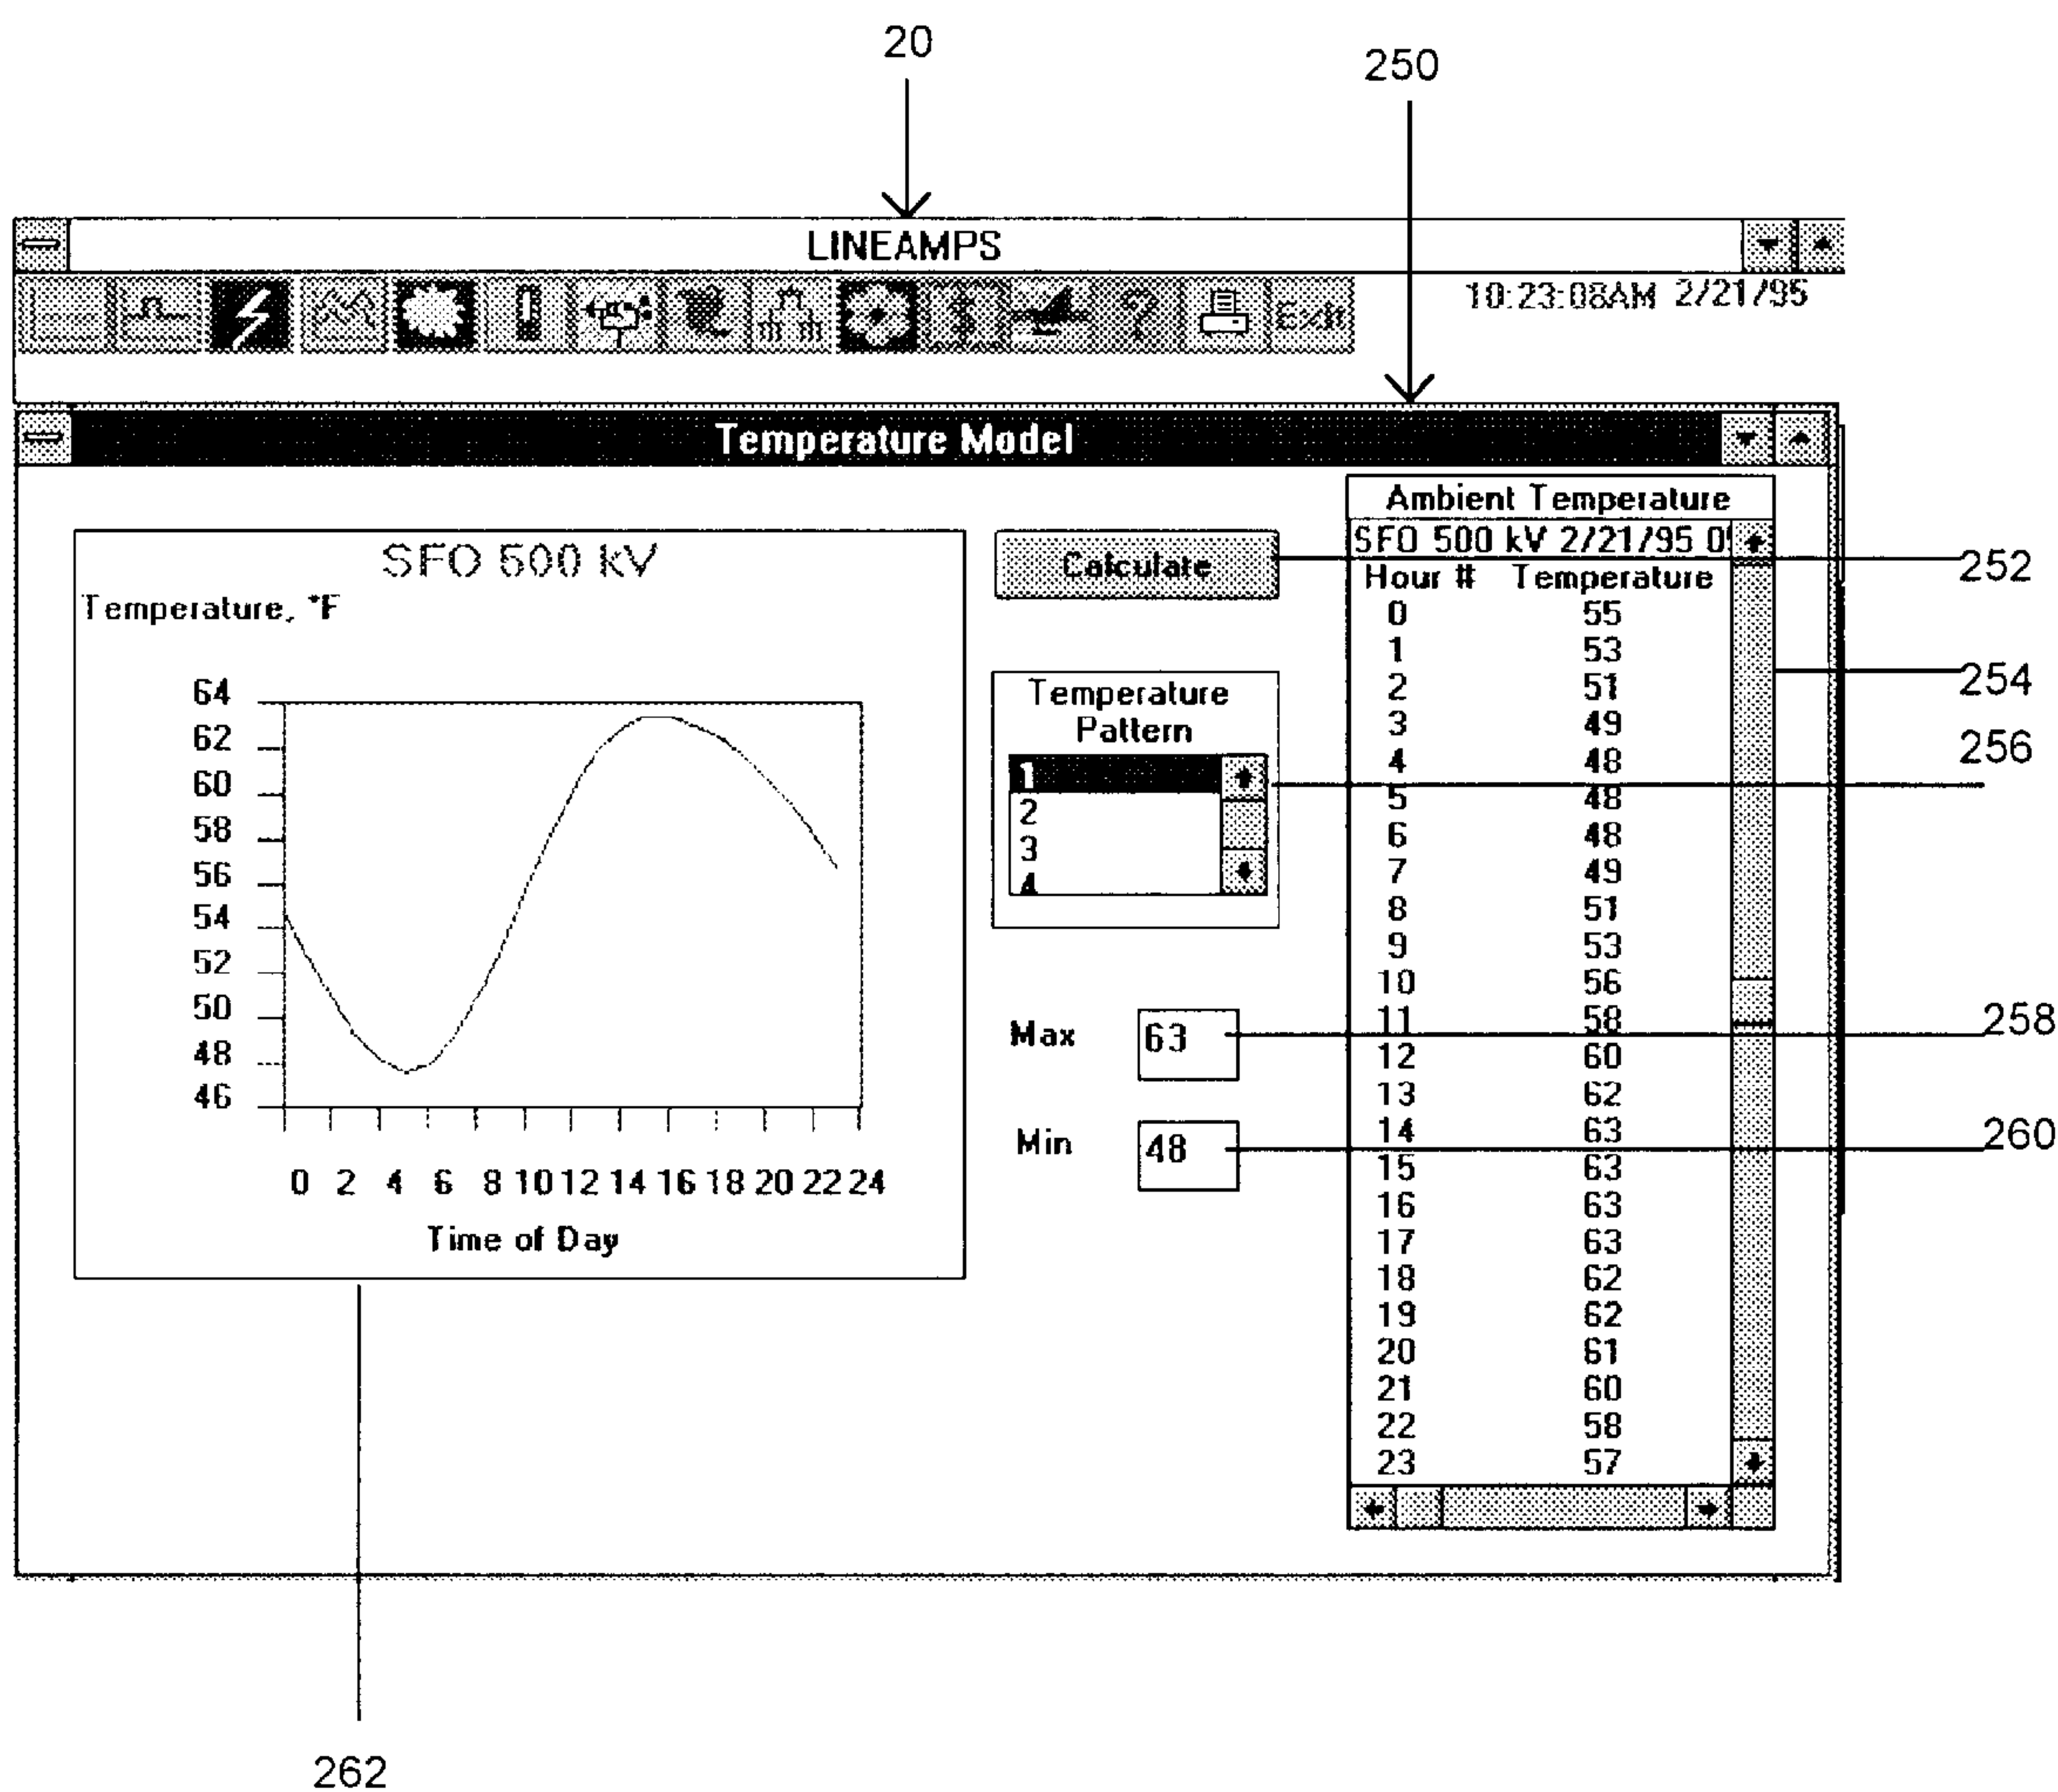 20
250
LINEAMPS
Exit
10:23:08AM 2/21/95
Temperature Model
SFO 500 kV
Temperature, °F
64
62
60
58
56
54
52
50
48
46
0 2 4 6 8 10 12 14 16 18 20 22 24
Time of Day
Calculate
Temperature
Pattern
1
2
3
4
Max 63
Min 48
Ambient Temperature
SFO 500 kV 2/21/95
Hour # Temperature
0 55
1 53
2 51
3 49
4 48
5 48
6 48
7 49
8 51
9 53
10 56
11 58
12 60
13 62
14 63
15 63
16 63
17 63
18 62
19 62
20 61
21 60
22 58
23 57
252
254
256
258
260
262